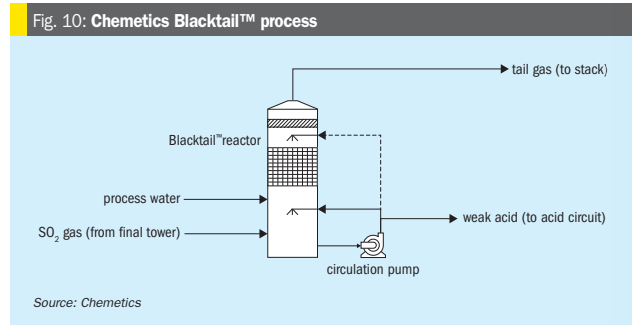 Fig. 10: Chemetics Blacktail™ process
tail gas (to stack)
Blacktail™reactor
process water
weak acid (to acid circuit)
SO₂ gas (from final tower)
circulation pump
Source: Chemetics